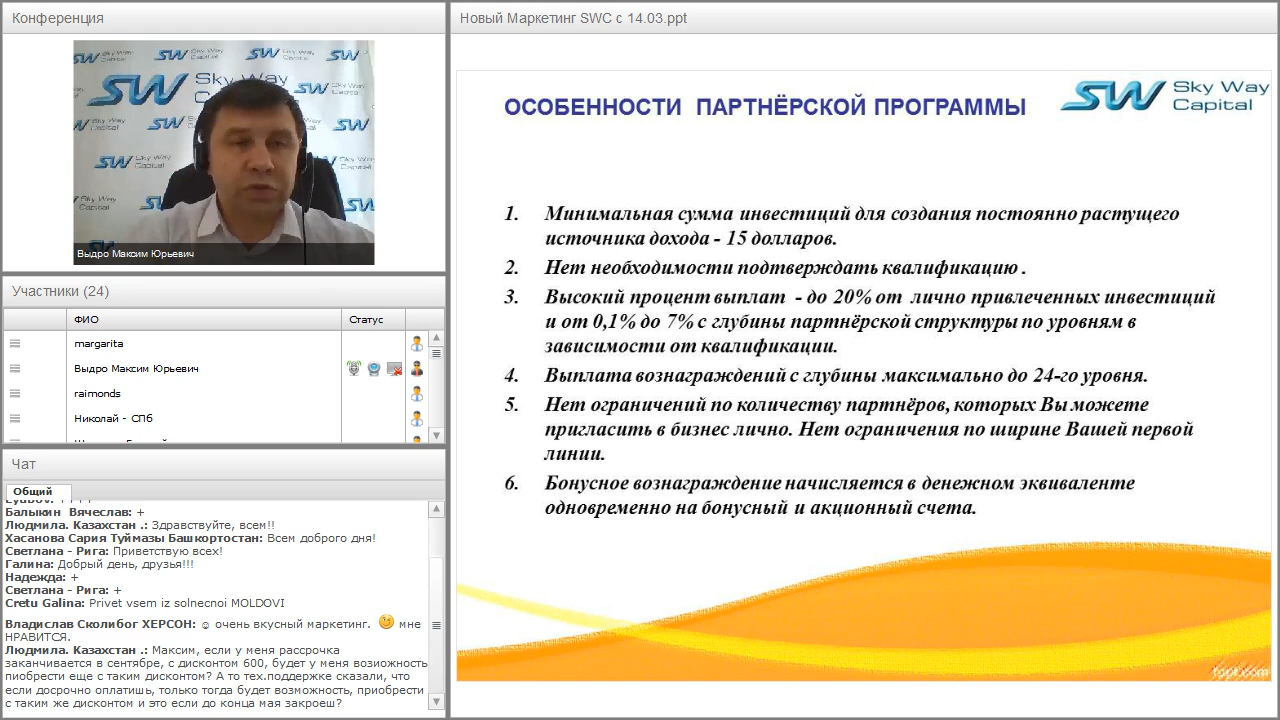 Конференция
SW Sky Way Capital
Выдро Максим Юрьевич
Участники (24)
ФИО
Статус
margarita
Выдро Максим Юрьевич
raimonds
Николай - СПб
Чат
Общий
Балыкин Вячеслав: +
Людмила. Казахстан .: Здравствуйте, всем!!
Хасанова Сария Туймазы Башкортостан: Всем доброго дня!
Светлана - Рига: Приветствую всех!
Галина: Добрый день, друзья!!!
Надежда: +
Светлана - Рига: +
Cretu Galina: Privet vsem iz solnecnoi MOLDOVI
Владислав Сколибог ХЕРСОН: ☺ очень вкусный маркетинг. мне
НРАВИТСЯ.
Людмила. Казахстан .: Максим, если у меня рассрочка
заканчивается в сентябре, с дисконтом 600, будет у меня возиожность
пиобрести еще с таким дисконтом? А то тех.поддержке сказали, что
если досрочно оплатишь, только тогда будет возможность, приобрести
с таким же дисконтом и это если до конца мая закроеш?
Новый Маркетинг SWC с 14.03.ppt
ОСОБЕННОСТИ ПАРТНЁРСКОЙ ПРОГРАММЫ
SW Sky Way
Capital
1. Минимальная сумма инвестиций для создания постоянно растущего
источника дохода - 15 долларов.
2. Нет необходимости подтверждать квалификацию .
3. Высокий процент выплат - до 20% от лично привлеченных инвестиций
и от 0,1% до 7% с глубины партнёрской структуры по уровням в
зависимости от квалификации.
4. Выплата вознаграждений с глубины максимально до 24-го уровня.
5. Нет ограничений по количеству партнёров, которых Вы можете
пригласить в бизнес лично. Нет ограничения по ширине Вашей первой
линии.
6. Бонусное вознаграждение начисляется в денежном эквиваленте
одновременно на бонусный и акционный счета.
fppt.com